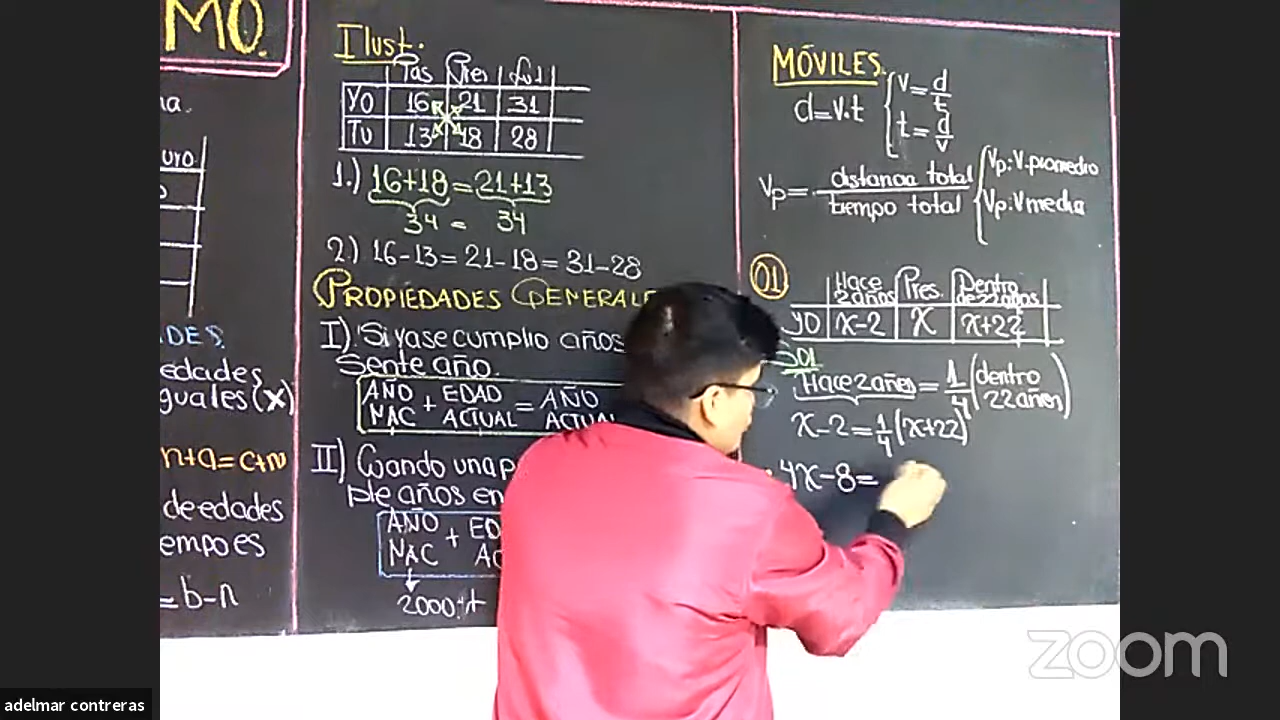 MO.
na.
uro
DES.
edades
guales (x)
n+a=c+m
de edades
empo es
= b-n
Ilust.
Pas Pres fut
YO 16 21 31
TU 13 18 28
1.) 16+18 = 21+13
34 = 34
2) 16-13=21-18=31-28
PROPIEDADES GENERALE
I) Si ya se cumplio años
sente año.
AÑO NAC + EDAD ACTUAL = AÑO ACTUAL
II) Cuando una p
ple años en
AÑO NAC + ED AC
2000
MÓVILES
d=v.t { v = d/t
t = d/v
Vp = distancia total / tiempo total { Vp: V. promedio
Vp: V media
01
Hace 2 años Pres. Dentro de 22 años
YO x-2 x x+22
Sol
Hace 2 años = 1/4 (dentro 22 años)
x-2 = 1/4 (x+22)
4x-8=
zoom
adelmar contreras